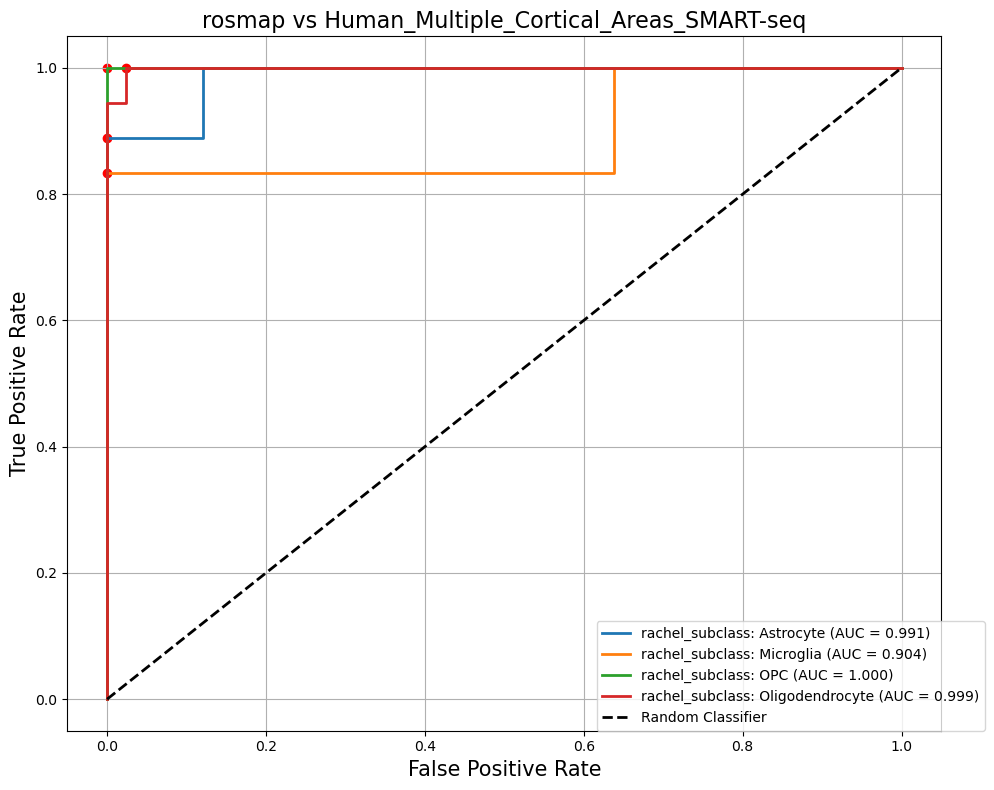 rosmap vs Human_Multiple_Cortical_Areas_SMART-seq
True Positive Rate
1.0
0.8
0.6
0.4
0.2
0.0
rachel_subclass: Astrocyte (AUC = 0.991)
rachel_subclass: Microglia (AUC = 0.904)
rachel_subclass: OPC (AUC = 1.000)
rachel_subclass: Oligodendrocyte (AUC = 0.999)
Random Classifier
0.0 0.2 0.4 0.6 0.8 1.0
False Positive Rate